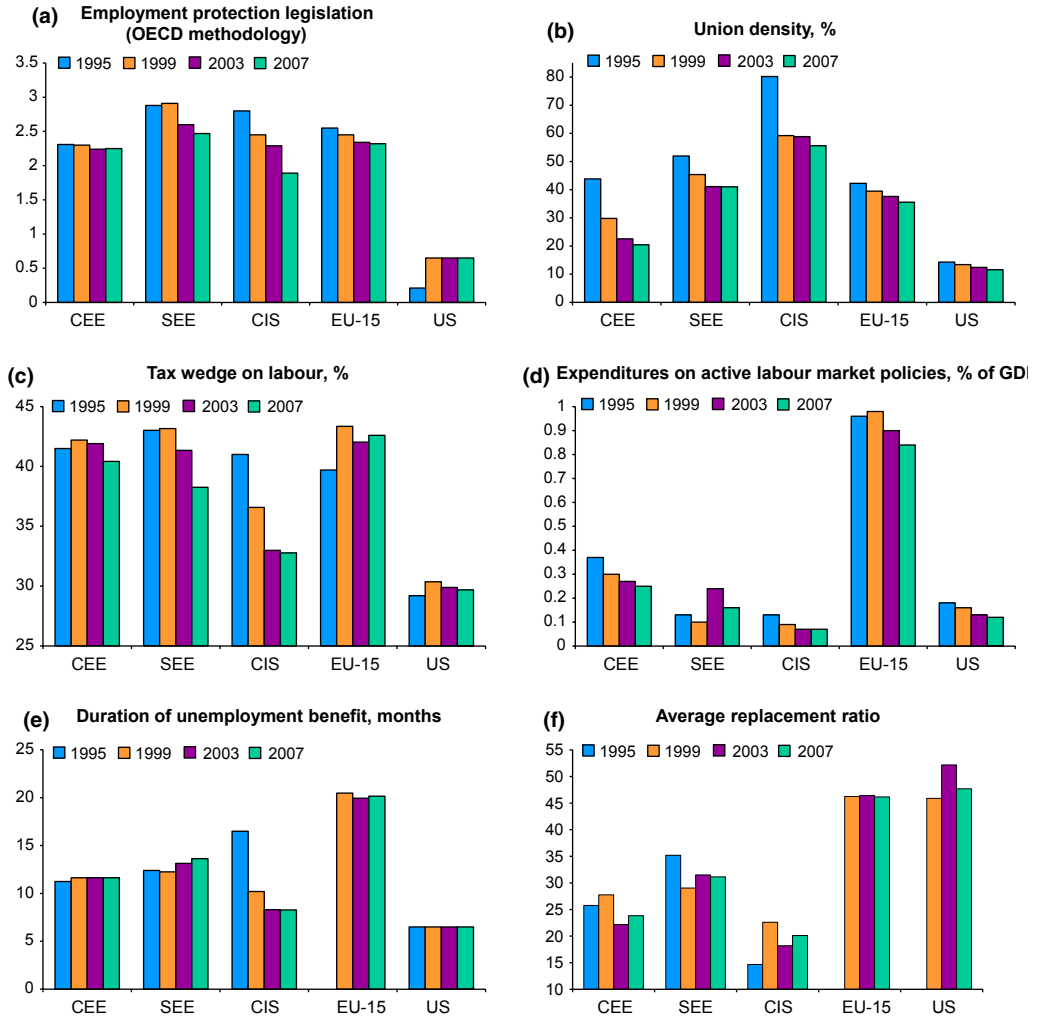 (a) Employment protection legislation
(OECD methodology)
1995 1999 2003 2007
3.5
3
2.5
2
1.5
1
0.5
0
CEE SEE CIS EU-15 US
(b) Union density, %
1995 1999 2003 2007
80
70
60
50
40
30
20
10
0
CEE SEE CIS EU-15 US
(c) Tax wedge on labour, %
1995 1999 2003 2007
45
40
35
30
25
CEE SEE CIS EU-15 US
(d) Expenditures on active labour market policies, % of GD
1995 1999 2003 2007
1
0.9
0.8
0.7
0.6
0.5
0.4
0.3
0.2
0.1
0
CEE SEE CIS EU-15 US
(e) Duration of unemployment benefit, months
1995 1999 2003 2007
25
20
15
10
5
0
CEE SEE CIS EU-15 US
(f) Average replacement ratio
1995 1999 2003 2007
55
50
45
40
35
30
25
20
15
10
CEE SEE CIS EU-15 US